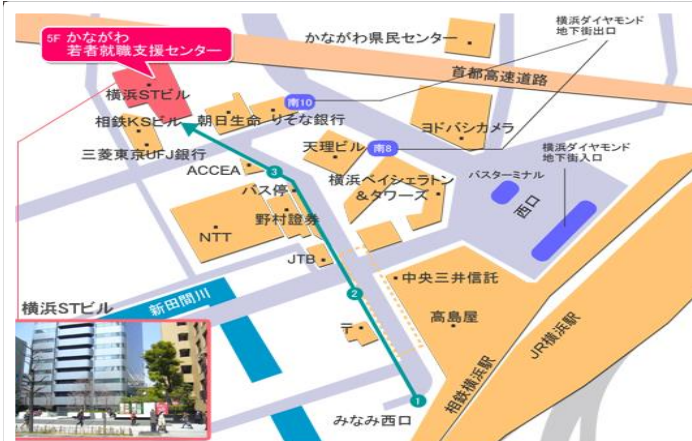 5F かながわ
若者就職支援センター
かながわ県民センター
横浜ダイヤモンド
地下街出口
首都高速道路
横浜STビル
南10
相鉄KSビル
朝日生命
りそな銀行
ヨドバシカメラ
三菱東京UFJ銀行
天理ビル
南8
横浜ダイヤモンド
地下街入口
ACCEA
3
バス停
横浜ベイシェラトン
&タワーズ
バスターミナル
西口
野村證券
NTT
JTB
中央三井信託
新田間川
2
横浜STビル
高島屋
〒
JR横浜駅
相鉄横浜駅
1
みなみ西口